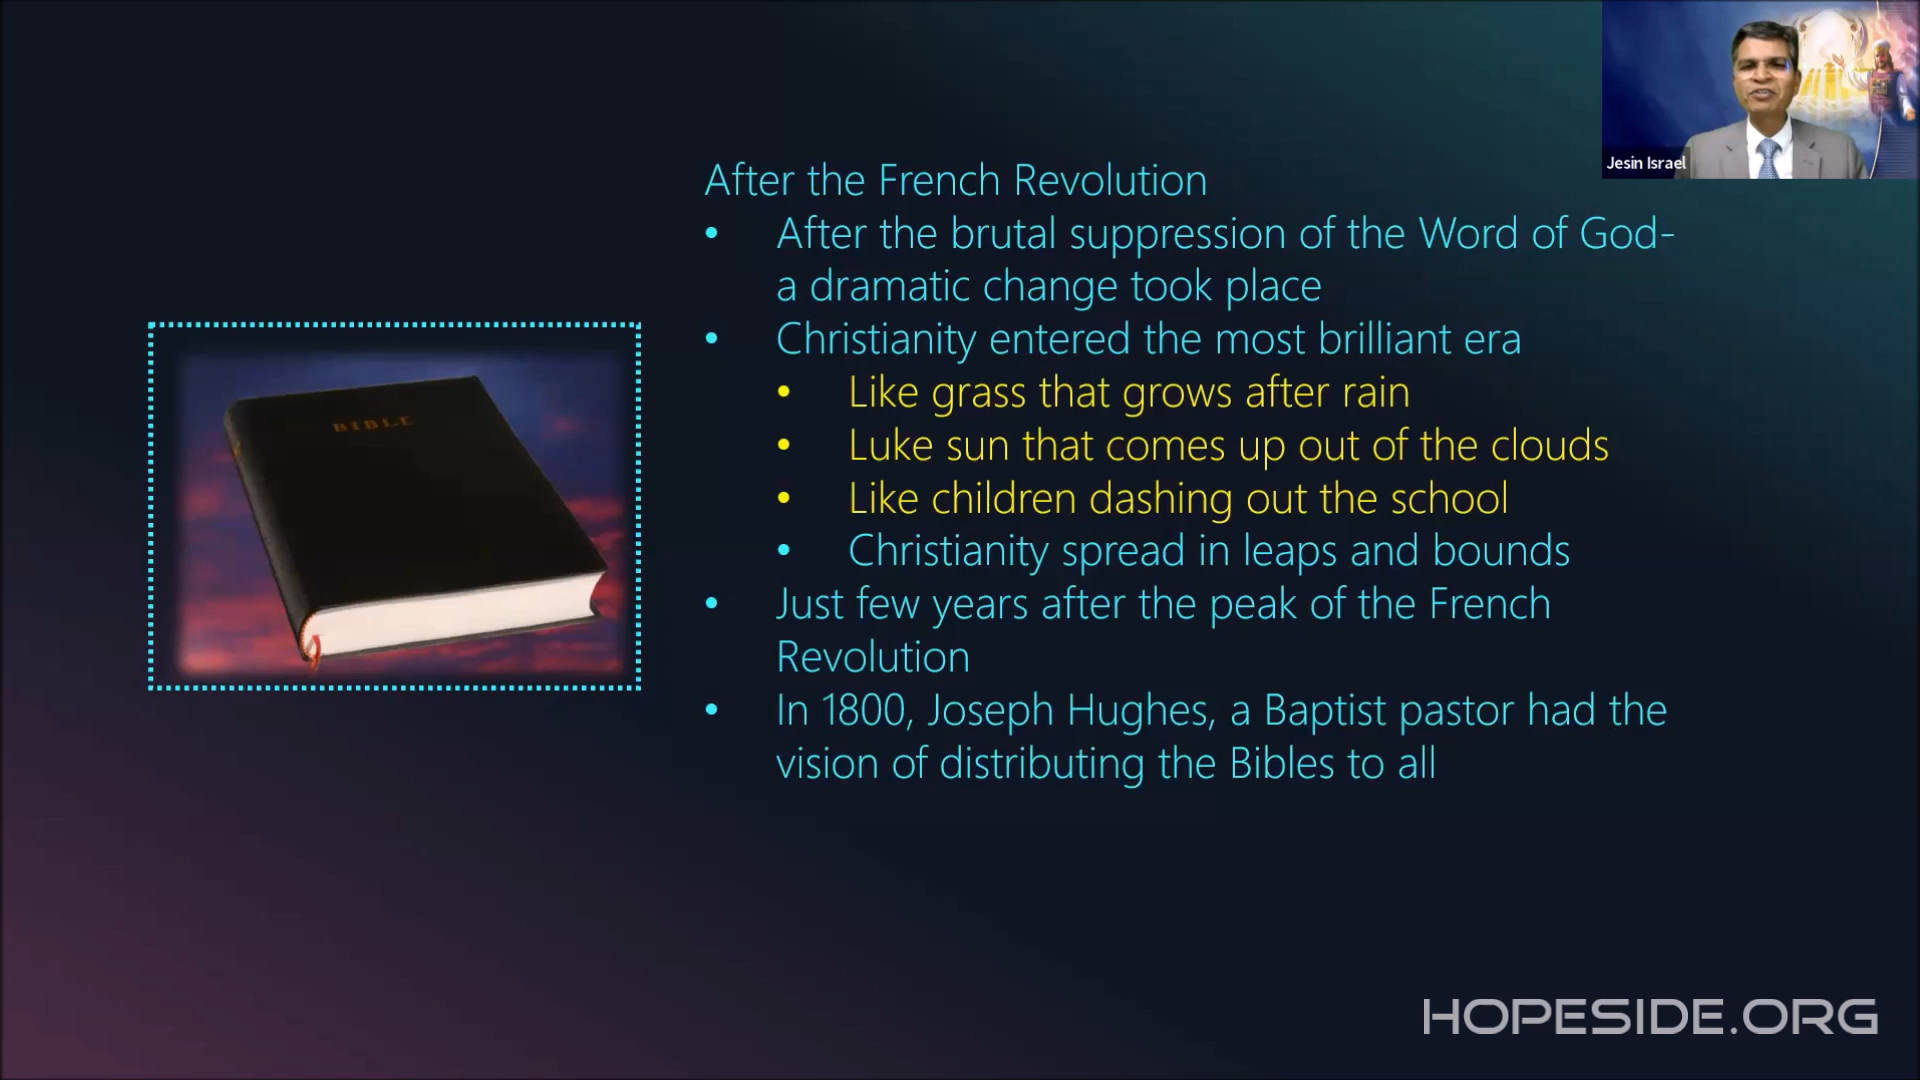 Jesin Israel
After the French Revolution
• After the brutal suppression of the Word of God-
a dramatic change took place
• Christianity entered the most brilliant era
• Like grass that grows after rain
• Luke sun that comes up out of the clouds
• Like children dashing out the school
• Christianity spread in leaps and bounds
• Just few years after the peak of the French
Revolution
• In 1800, Joseph Hughes, a Baptist pastor had the
vision of distributing the Bibles to all
BIBLE
HOPESIDE.ORG